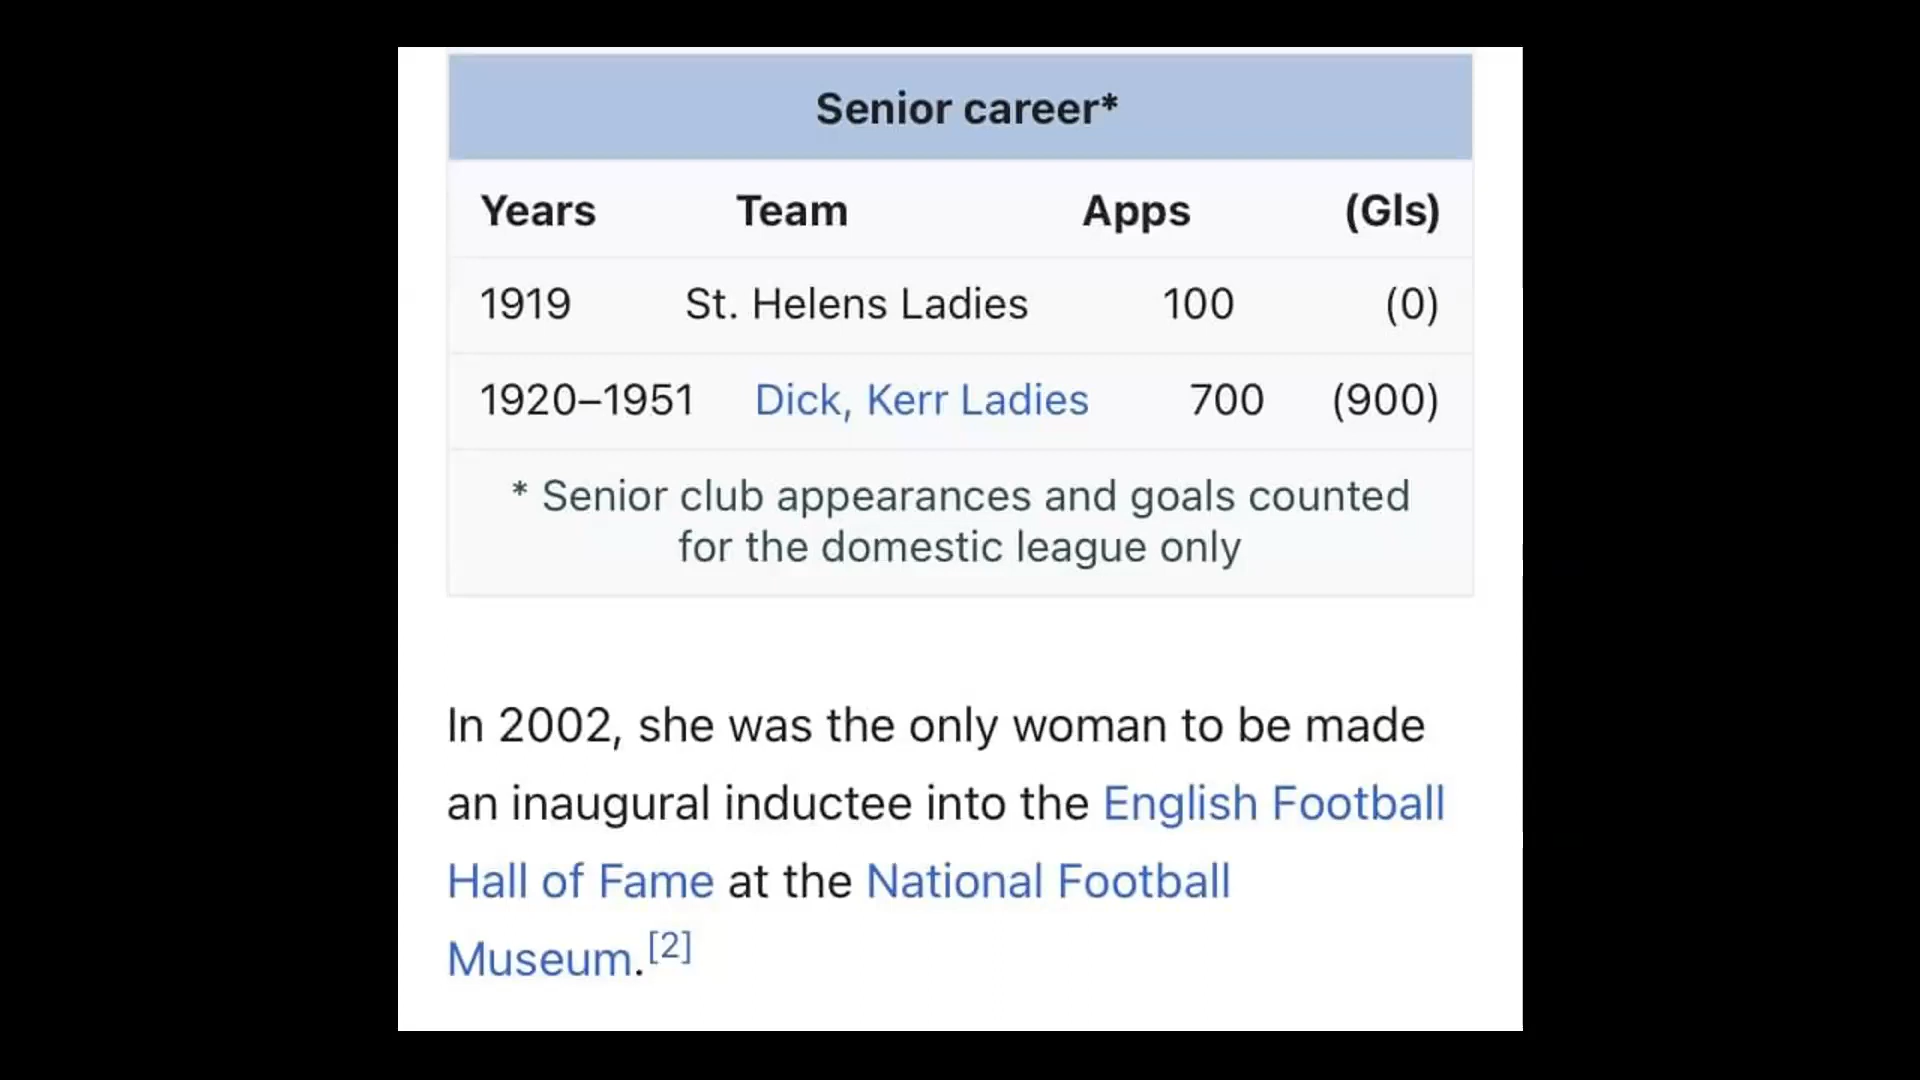 Senior career*
Years Team Apps (Gls)
1919 St. Helens Ladies 100 (0)
1920–1951 Dick, Kerr Ladies 700 (900)
* Senior club appearances and goals counted
for the domestic league only
In 2002, she was the only woman to be made
an inaugural inductee into the English Football
Hall of Fame at the National Football
Museum.[2]